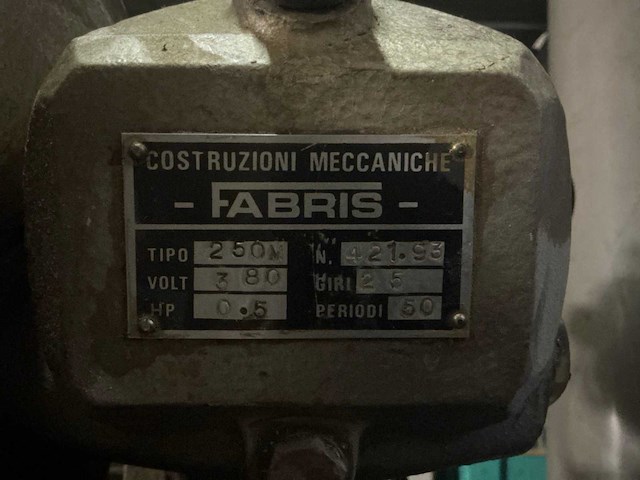 COSTRUZIONI MECCANICHE
- FABRIS -
TIPO 250M N. 421.93
VOLT 380 GIRI 25
HP 0.5 PERIODI 50